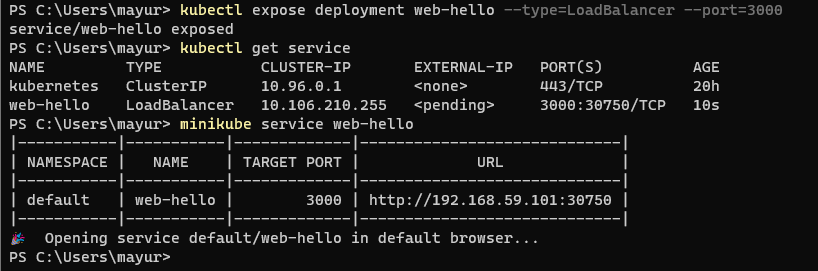 PS C:\Users\mayur> kubectl expose deployment web-hello --type=LoadBalancer --port=3000
service/web-hello exposed
PS C:\Users\mayur> kubectl get service
NAME         TYPE           CLUSTER-IP       EXTERNAL-IP   PORT(S)          AGE
kubernetes   ClusterIP      10.96.0.1        <none>        443/TCP          20h
web-hello    LoadBalancer   10.106.210.255   <pending>     3000:30750/TCP   10s
PS C:\Users\mayur> minikube service web-hello
|-----------|-----------|-------------|-----------------------------|
| NAMESPACE |   NAME    | TARGET PORT |             URL             |
|-----------|-----------|-------------|-----------------------------|
| default   | web-hello |        3000 | http://192.168.59.101:30750 |
|-----------|-----------|-------------|-----------------------------|
🎉  Opening service default/web-hello in default browser...
PS C:\Users\mayur>